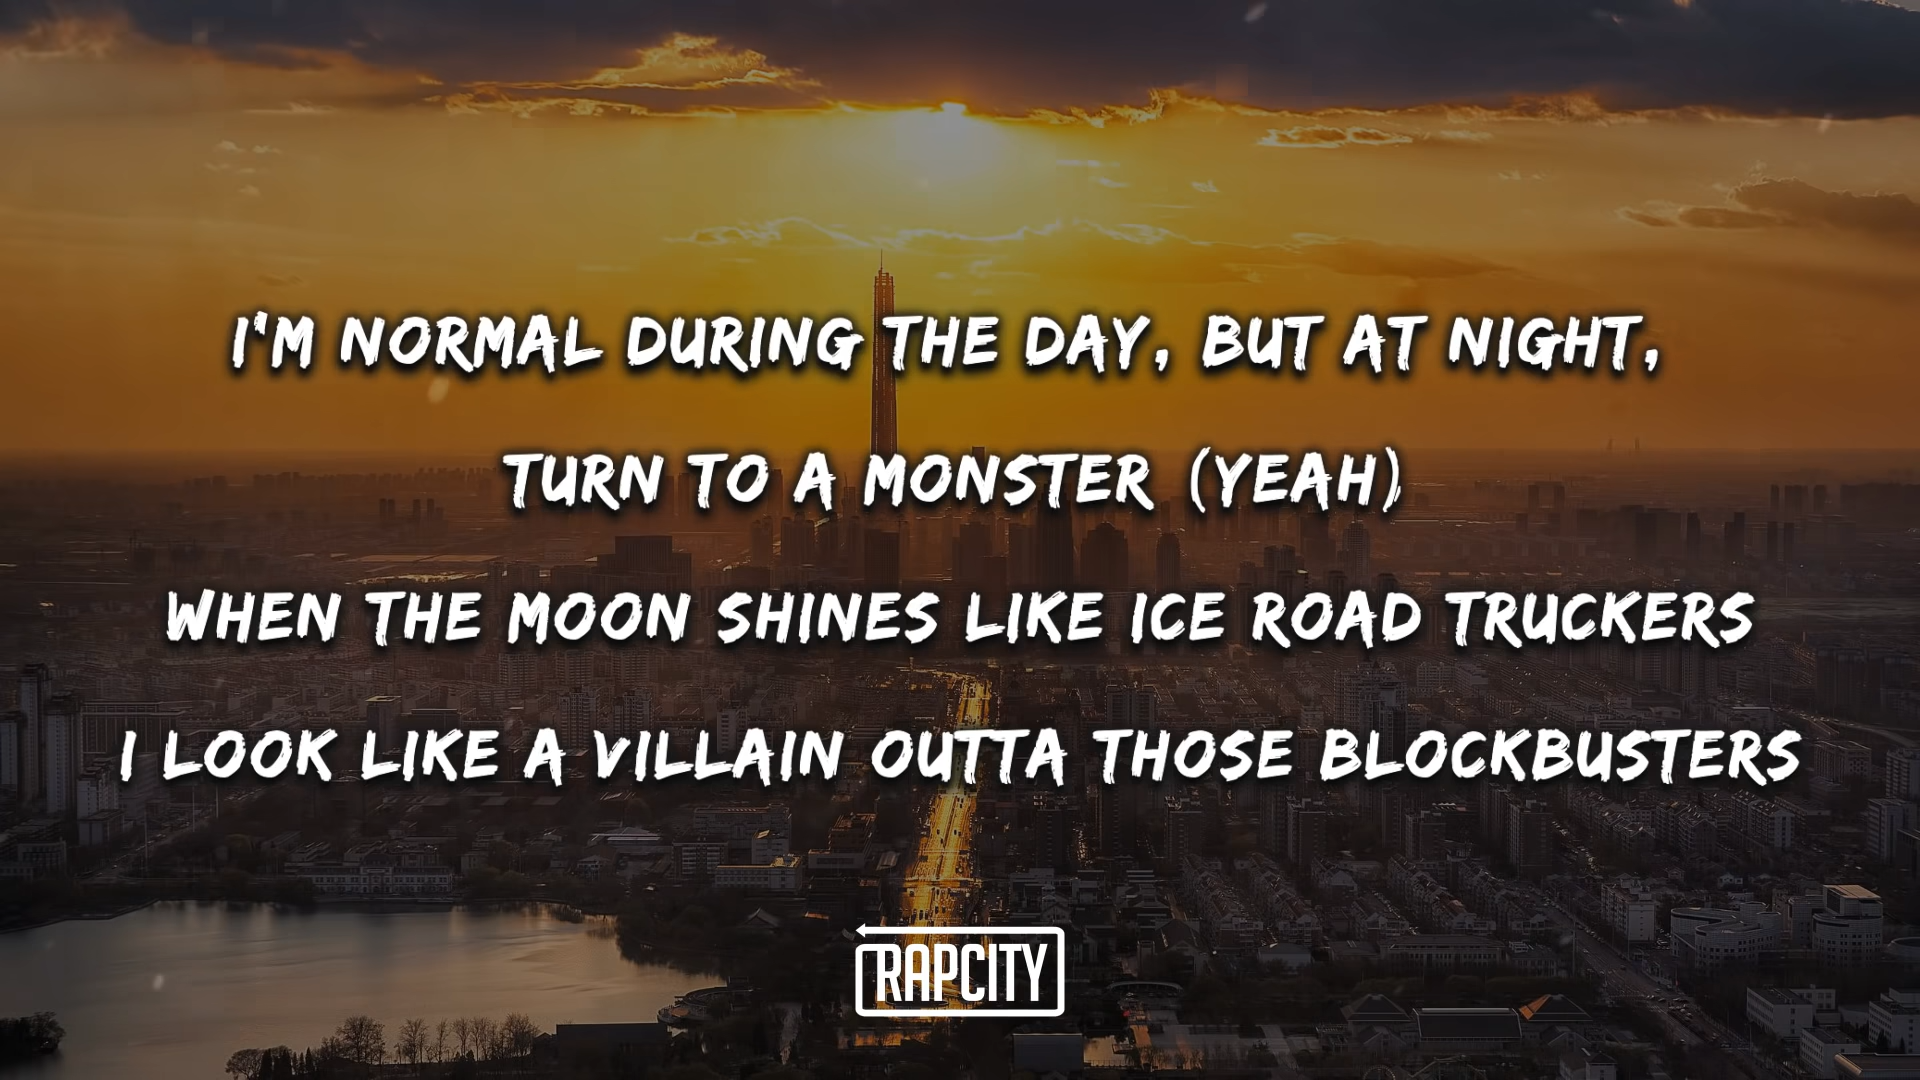 I'M NORMAL DURING THE DAY, BUT AT NIGHT,
TURN TO A MONSTER (YEAH)
WHEN THE MOON SHINES LIKE ICE ROAD TRUCKERS
I LOOK LIKE A VILLAIN OUTTA THOSE BLOCKBUSTERS
RAPCITY